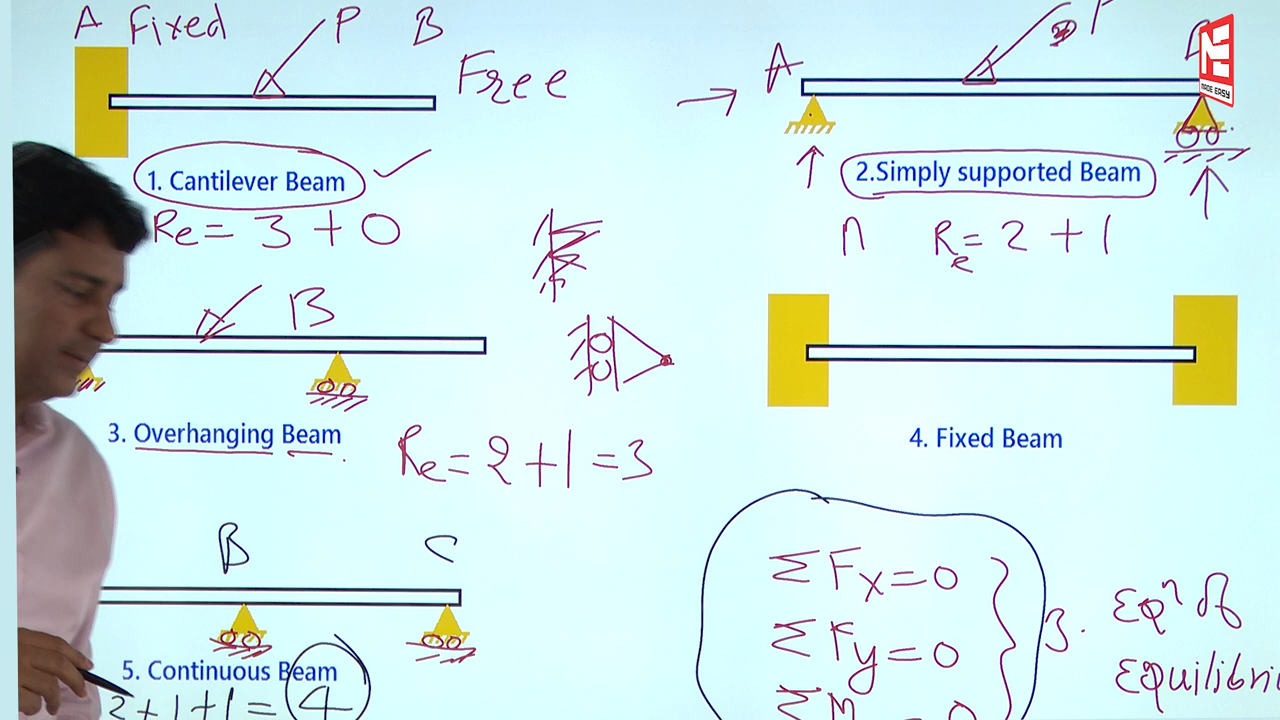 A Fixed P B
Free
1. Cantilever Beam
Re = 3 + 0
A
MADE EASY
2.Simply supported Beam
Re = 2 + 1
B
3. Overhanging Beam
Re = 2 + 1 = 3
4. Fixed Beam
B C
5. Continuous Beam
2 + 1 + 1 = 4
ΣFx = 0
ΣFy = 0
3.
Eqn of